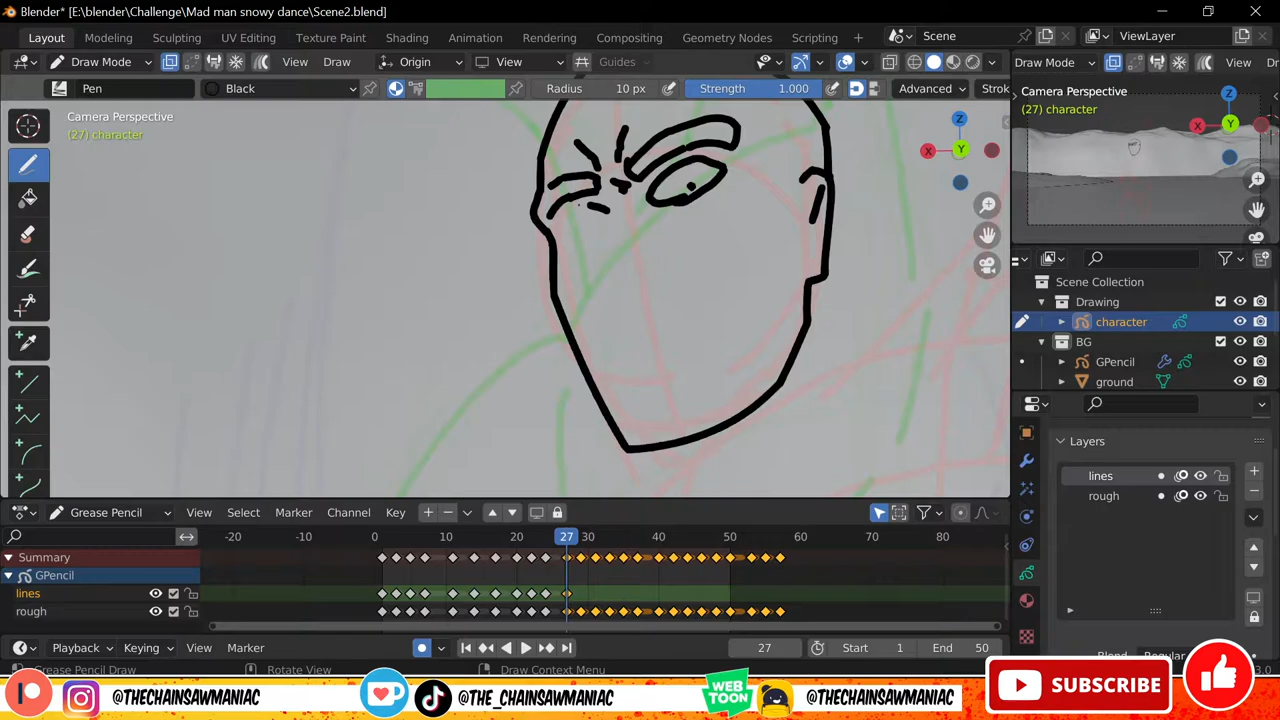 Blender* [E:\blender\Challenge\Mad man snowy dance\Scene2.blend]
Layout Modeling Sculpting UV Editing Texture Paint Shading Animation Rendering Compositing Geometry Nodes Scripting + Scene ViewLayer
Draw Mode View Draw Origin View Guides Draw Mode View
Pen Black Radius 10 px Strength 1.000 Advanced Strok
Camera Perspective
(27) character
Camera Perspective
(27) character
Z
X
Y
Z
X
Y
Scene Collection
Drawing
character
BG
GPencil
ground
Layers
lines
rough
Grease Pencil View Select Marker Channel Key
-20 -10 0 10 20 27 30 40 50 60 70 80
Summary
GPencil
lines
rough
Playback Keying View Marker 27 Start 1 End 50
Grease Pencil Draw Rotate View Draw Context Menu
@THECHAINSAWMANIAC @THE_CHAINSAWMANIAC WEB TOON @THECHAINSAWMANIAC SUBSCRIBE